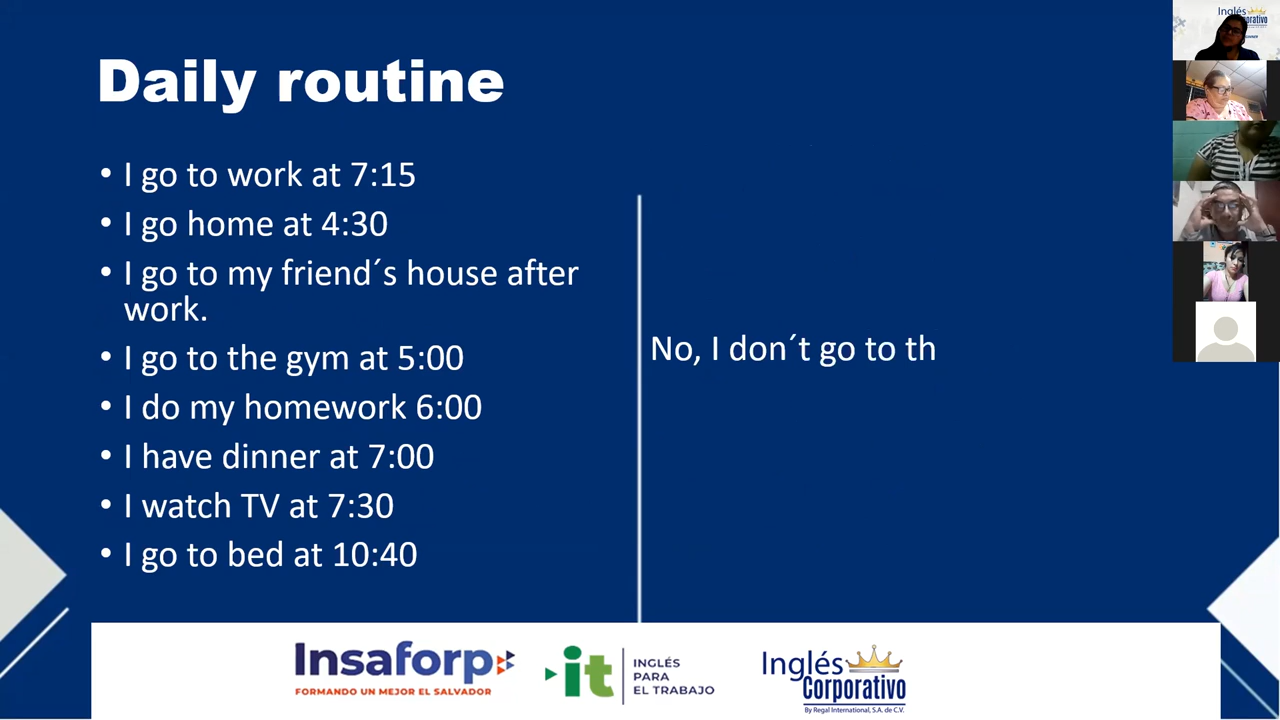 Daily routine
• I go to work at 7:15
• I go home at 4:30
• I go to my friend´s house after
work.
• I go to the gym at 5:00
• I do my homework 6:00
• I have dinner at 7:00
• I watch TV at 7:30
• I go to bed at 10:40
No, I don´t go to th
Insaforp
FORMANDO UN MEJOR EL SALVADOR
it
INGLÉS
PARA
EL TRABAJO
Inglés
Corporativo
By Regal International, S.A. de C.V.
Inglés